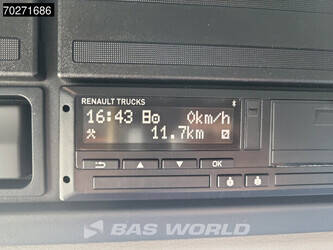 70271686
RENAULT TRUCKS
16:43 0km/h
11.7km
OK
BAS WORLD